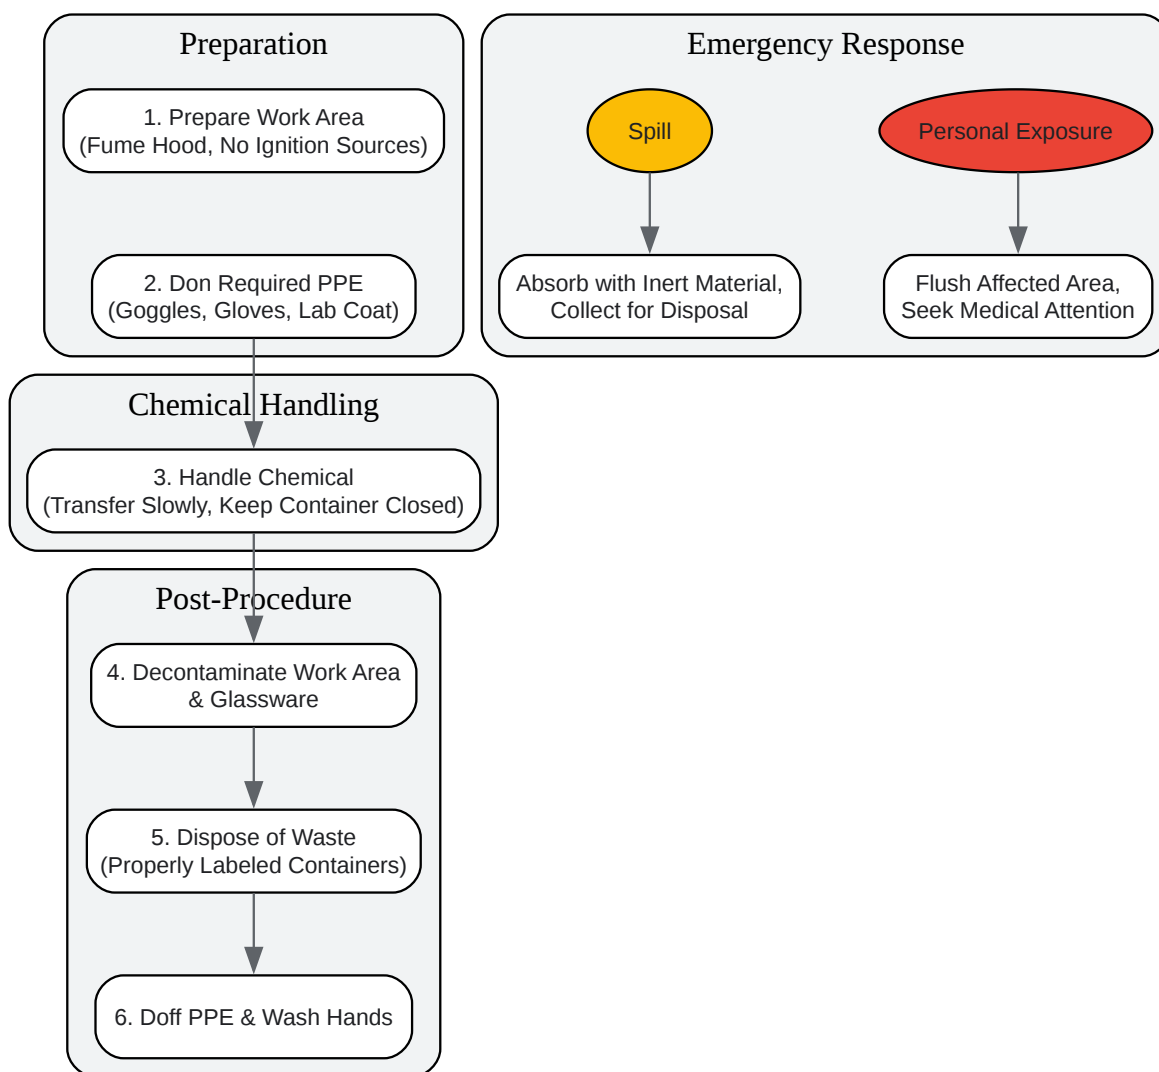 Preparation
1. Prepare Work Area
(Fume Hood, No Ignition Sources)
2. Don Required PPE
(Goggles, Gloves, Lab Coat)
Emergency Response
Spill
Absorb with Inert Material,
Collect for Disposal
Personal Exposure
Flush Affected Area,
Seek Medical Attention
Chemical Handling
3. Handle Chemical
(Transfer Slowly, Keep Container Closed)
Post-Procedure
4. Decontaminate Work Area
& Glassware
5. Dispose of Waste
(Properly Labeled Containers)
6. Doff PPE & Wash Hands